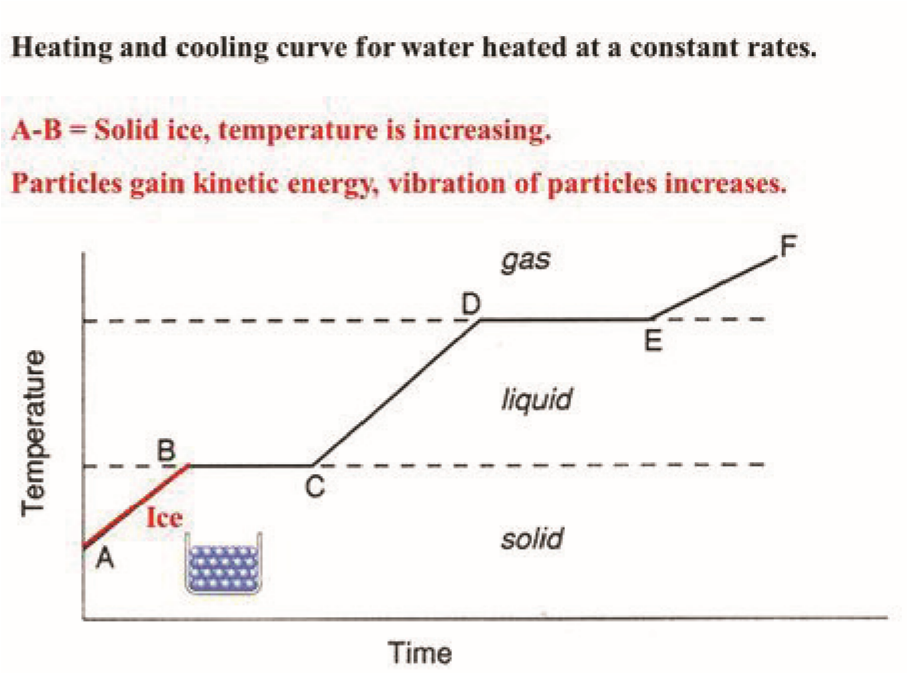 Heating and cooling curve for water heated at a constant rates.
A-B = Solid ice, temperature is increasing.
Particles gain kinetic energy, vibration of particles increases.
gas
F
D
E
liquid
B
C
Ice
solid
A
Temperature
Time